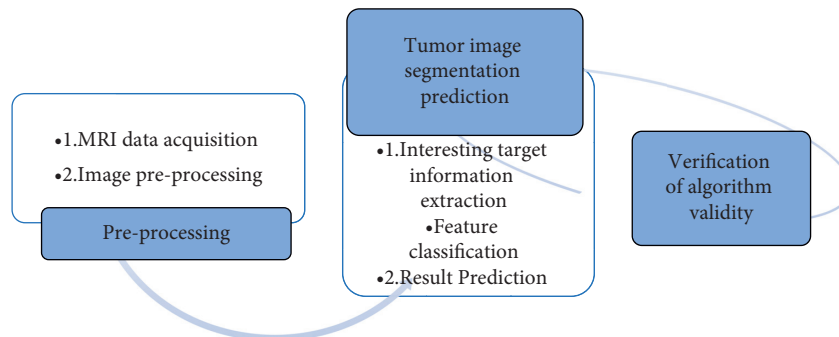 •1.MRI data acquisition
•2.Image pre-processing
Pre-processing
Tumor image
segmentation
prediction
•1.Interesting target
information
extraction
•Feature
classification
•2.Result Prediction
Verification
of algorithm
validity